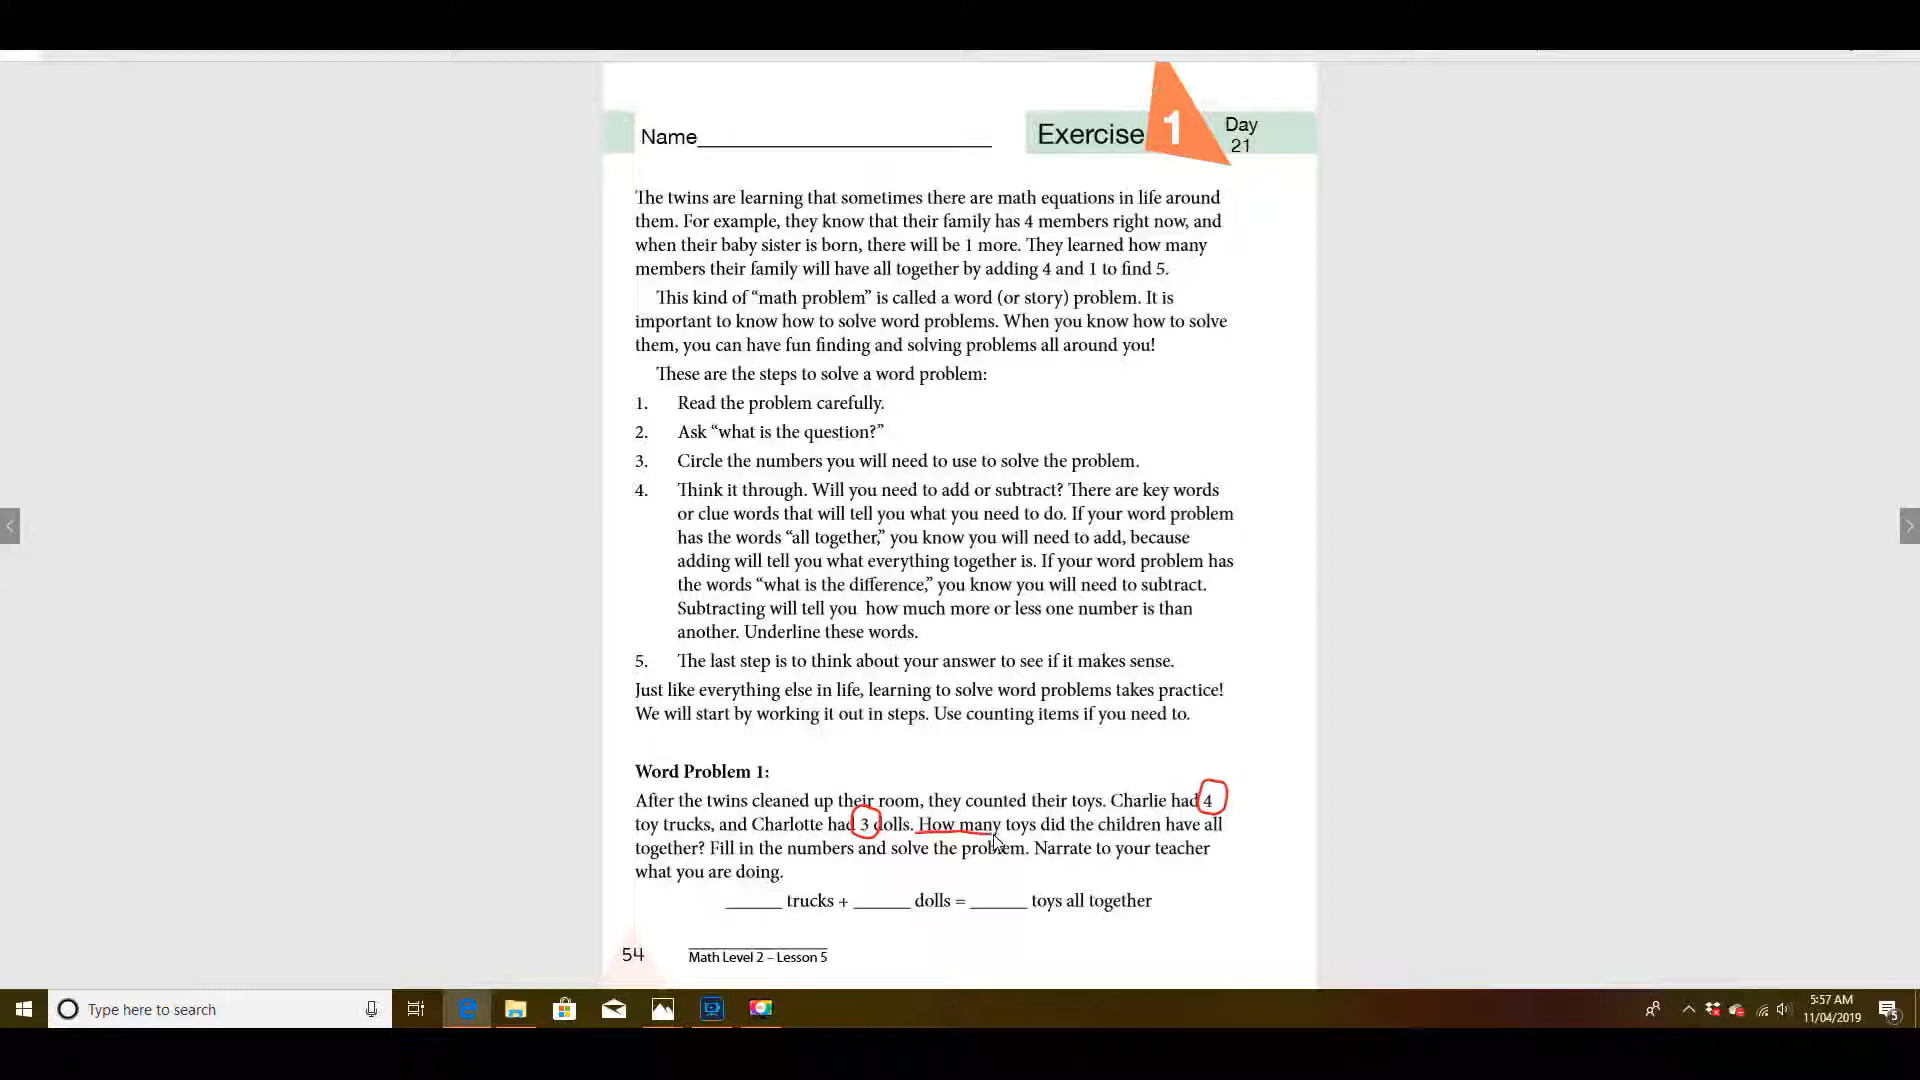 Name
Exercise 1 Day
21
The twins are learning that sometimes there are math equations in life around
them. For example, they know that their family has 4 members right now, and
when their baby sister is born, there will be 1 more. They learned how many
members their family will have all together by adding 4 and 1 to find 5.
This kind of “math problem” is called a word (or story) problem. It is
important to know how to solve word problems. When you know how to solve
them, you can have fun finding and solving problems all around you!
These are the steps to solve a word problem:
1. Read the problem carefully.
2. Ask “what is the question?”
3. Circle the numbers you will need to use to solve the problem.
4. Think it through. Will you need to add or subtract? There are key words
or clue words that will tell you what you need to do. If your word problem
has the words “all together,” you know you will need to add, because
adding will tell you what everything together is. If your word problem has
the words “what is the difference,” you know you will need to subtract.
Subtracting will tell you how much more or less one number is than
another. Underline these words.
5. The last step is to think about your answer to see if it makes sense.
Just like everything else in life, learning to solve word problems takes practice!
We will start by working it out in steps. Use counting items if you need to.
Word Problem 1:
After the twins cleaned up their room, they counted their toys. Charlie had 4
toy trucks, and Charlotte had 3 dolls. How many toys did the children have all
together? Fill in the numbers and solve the problem. Narrate to your teacher
what you are doing.
______ trucks + ______ dolls = ______ toys all together
54 Math Level 2 – Lesson 5
Type here to search
5:57 AM
11/04/2019
5